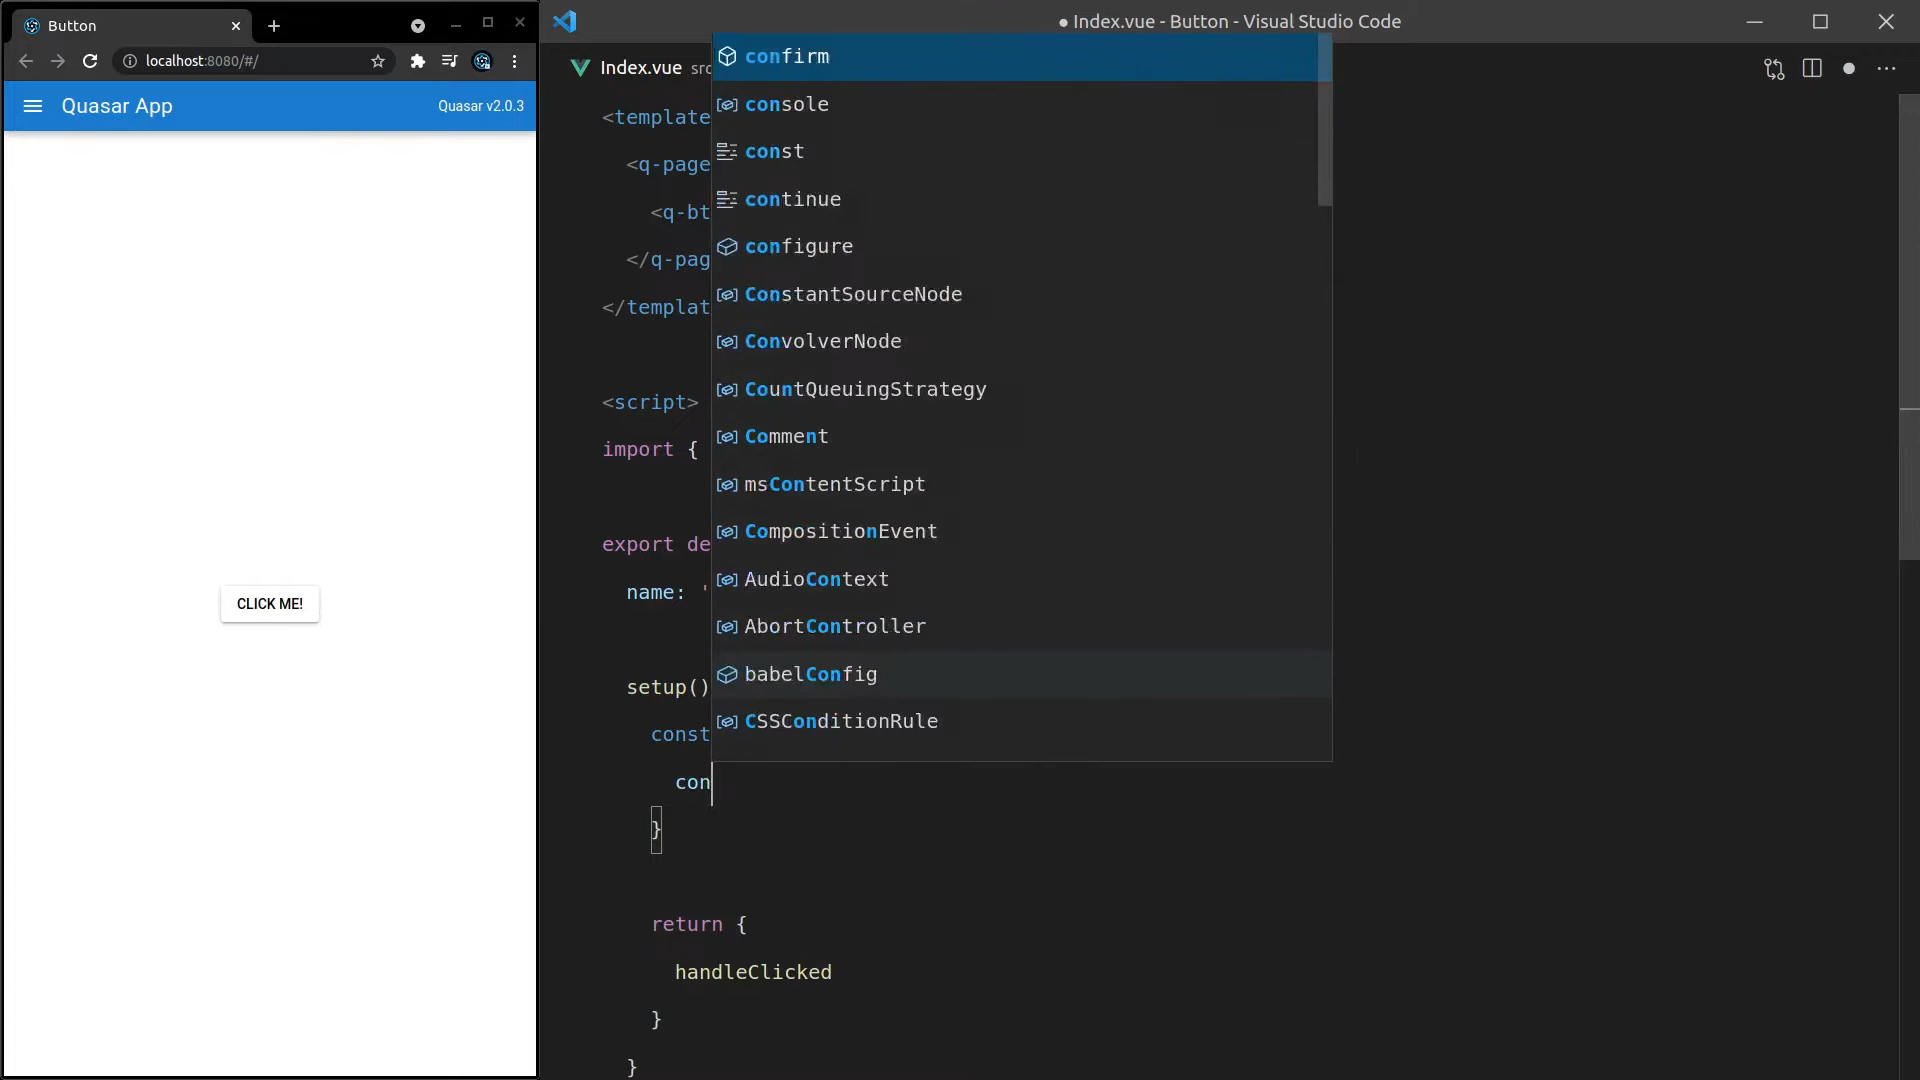 Button
localhost:8080/#/
Quasar App
Quasar v2.0.3
CLICK ME!
● Index.vue - Button - Visual Studio Code
Index.vue src
<template
<q-page
<q-bt
</q-pag
</templat
<script>
import {
export de
name: '
setup()
const
con
}
return {
handleClicked
}
}
confirm
console
const
continue
configure
ConstantSourceNode
ConvolverNode
CountQueuingStrategy
Comment
msContentScript
CompositionEvent
AudioContext
AbortController
babelConfig
CSSConditionRule